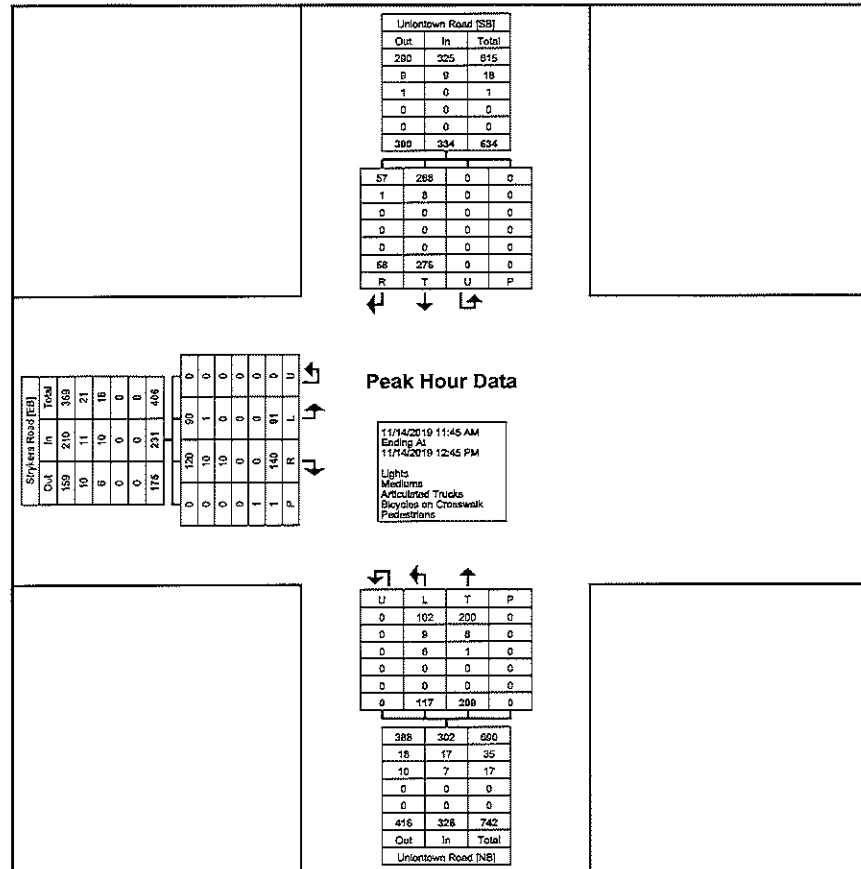 Uniontown Road [SB]
Out In Total
290 325 615
9 9 18
1 0 1
0 0 0
0 0 0
300 334 634
57 268 0 0
1 8 0 0
0 0 0 0
0 0 0 0
0 0 0 0
58 276 0 0
R T U P
Strykers Road [EB]
Out In Total
159 210 369
10 11 21
6 10 16
0 0 0
0 0 0
175 231 406
0 120 90 0
0 10 1 0
0 10 0 0
0 0 0 0
1 0 0 0
1 140 91 0
P R L U
Peak Hour Data
11/14/2019 11:45 AM
Ending At
11/14/2019 12:45 PM
Lights
Mediums
Articulated Trucks
Bicycles on Crosswalk
Pedestrians
U L T P
0 102 200 0
0 9 8 0
0 6 1 0
0 0 0 0
0 0 0 0
0 117 209 0
388 302 690
18 17 35
10 7 17
0 0 0
0 0 0
416 326 742
Out In Total
Uniontown Road [NB]